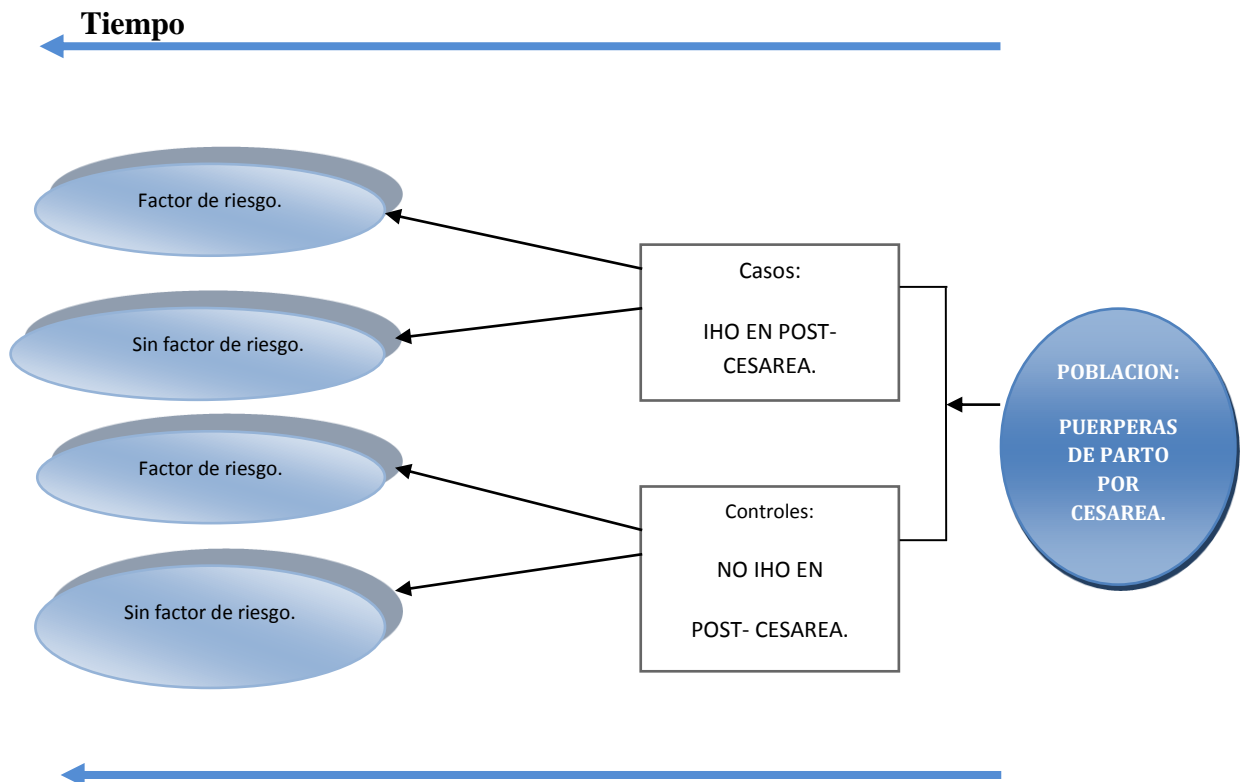 Tiempo
Factor de riesgo.
Sin factor de riesgo.
Factor de riesgo.
Sin factor de riesgo.
Casos:
IHO EN POST-
CESAREA.
Controles:
NO IHO EN
POST- CESAREA.
POBLACION:
PUERPERAS
DE PARTO
POR
CESAREA.